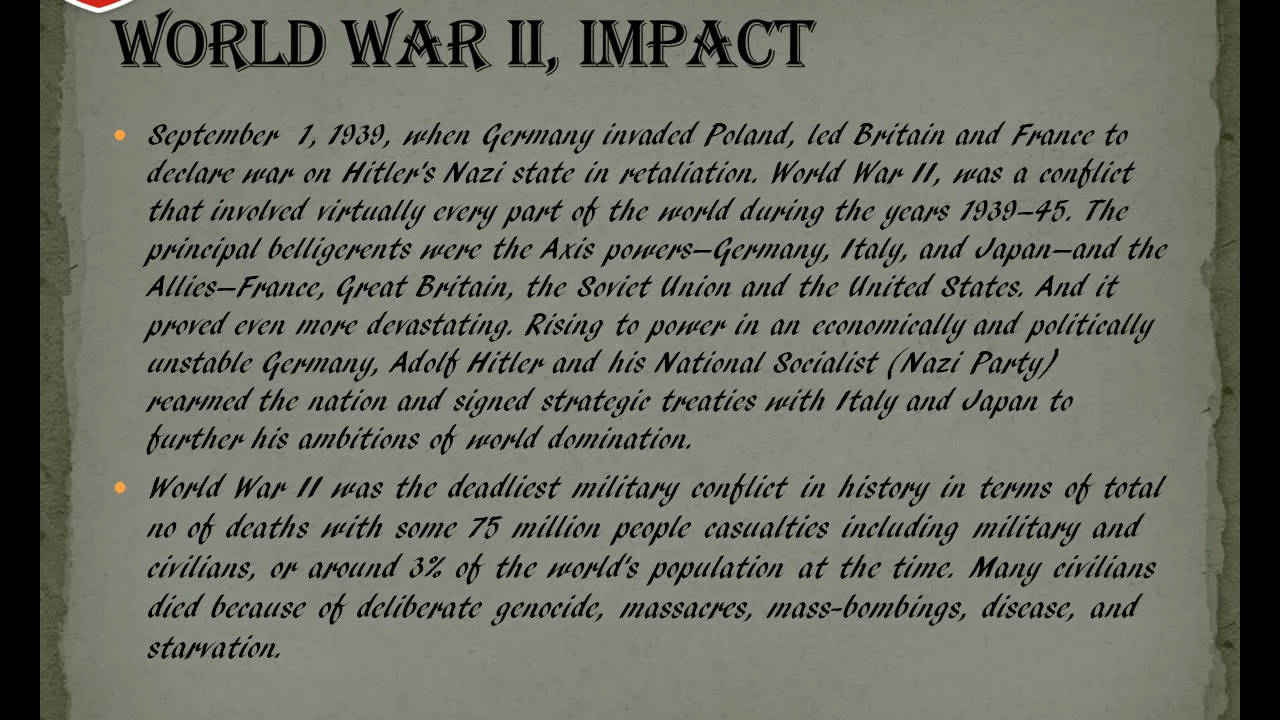 WORLD WAR II, IMPACT
• September 1, 1939, when Germany invaded Poland, led Britain and France to
declare war on Hitler's Nazi state in retaliation. World War II, was a conflict
that involved virtually every part of the world during the years 1939–45. The
principal belligerents were the Axis powers—Germany, Italy, and Japan—and the
Allies—France, Great Britain, the Soviet Union and the United States. And it
proved even more devastating. Rising to power in an economically and politically
unstable Germany, Adolf Hitler and his National Socialist (Nazi Party)
rearmed the nation and signed strategic treaties with Italy and Japan to
further his ambitions of world domination.
• World War II was the deadliest military conflict in history in terms of total
no of deaths with some 75 million people casualties including military and
civilians, or around 3% of the world's population at the time. Many civilians
died because of deliberate genocide, massacres, mass-bombings, disease, and
starvation.